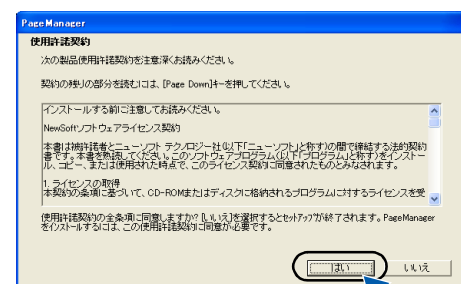 PageManager
使用許諾契約
次の製品使用許諾契約を注意深くお読みください。
契約の残りの部分を読むには、[Page Down]キーを押してください。
インストールする前に注意してお読みください。
NewSoftソフトウェアライセンス契約
本書は被許諾者とニューソフト テクノロジー社(以下「ニューソフト」と称す)の間で締結する法的契約
書です。本書を熟読してください。このソフトウェアプログラム(以下「プログラム」と称す)をインストー
ル、コピー、または使用された時点で、このライセンス契約に同意されたものとみなされます。
1. ライセンスの取得
本契約の条項に基づいて、CD-ROMまたはディスクに格納されるプログラムに対するライセンスを受
使用許諾契約の全条項に同意しますか? [いいえ]を選択するとセットアップが終了されます。PageManager
をインストールするには、この使用許諾契約に同意が必要です。
はい
いいえ